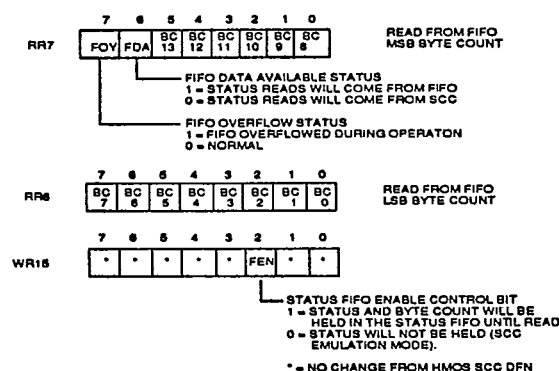 7 6 5 4 3 2 1 0
RR7 FOY FDA BC 13 BC 12 BC 11 BC 10 BC 9 BC 8 READ FROM FIFO
MSB BYTE COUNT
FIFO DATA AVAILABLE STATUS
1 = STATUS READS WILL COME FROM FIFO
0 = STATUS READS WILL COME FROM SCC
FIFO OVERFLOW STATUS
1 = FIFO OVERFLOWED DURING OPERATON
0 = NORMAL
7 6 5 4 3 2 1 0
RR6 BC 7 BC 6 BC 5 BC 4 BC 3 BC 2 BC 1 BC 0 READ FROM FIFO
LSB BYTE COUNT
7 6 5 4 3 2 1 0
WR15 * * * * * FEN * *
STATUS FIFO ENABLE CONTROL BIT
1 = STATUS AND BYTE COUNT WILL BE
HELD IN THE STATUS FIFO UNTIL READ
0 = STATUS WILL NOT BE HELD (SCC
EMULATION MODE).
* = NO CHANGE FROM HMOS SCC DFN